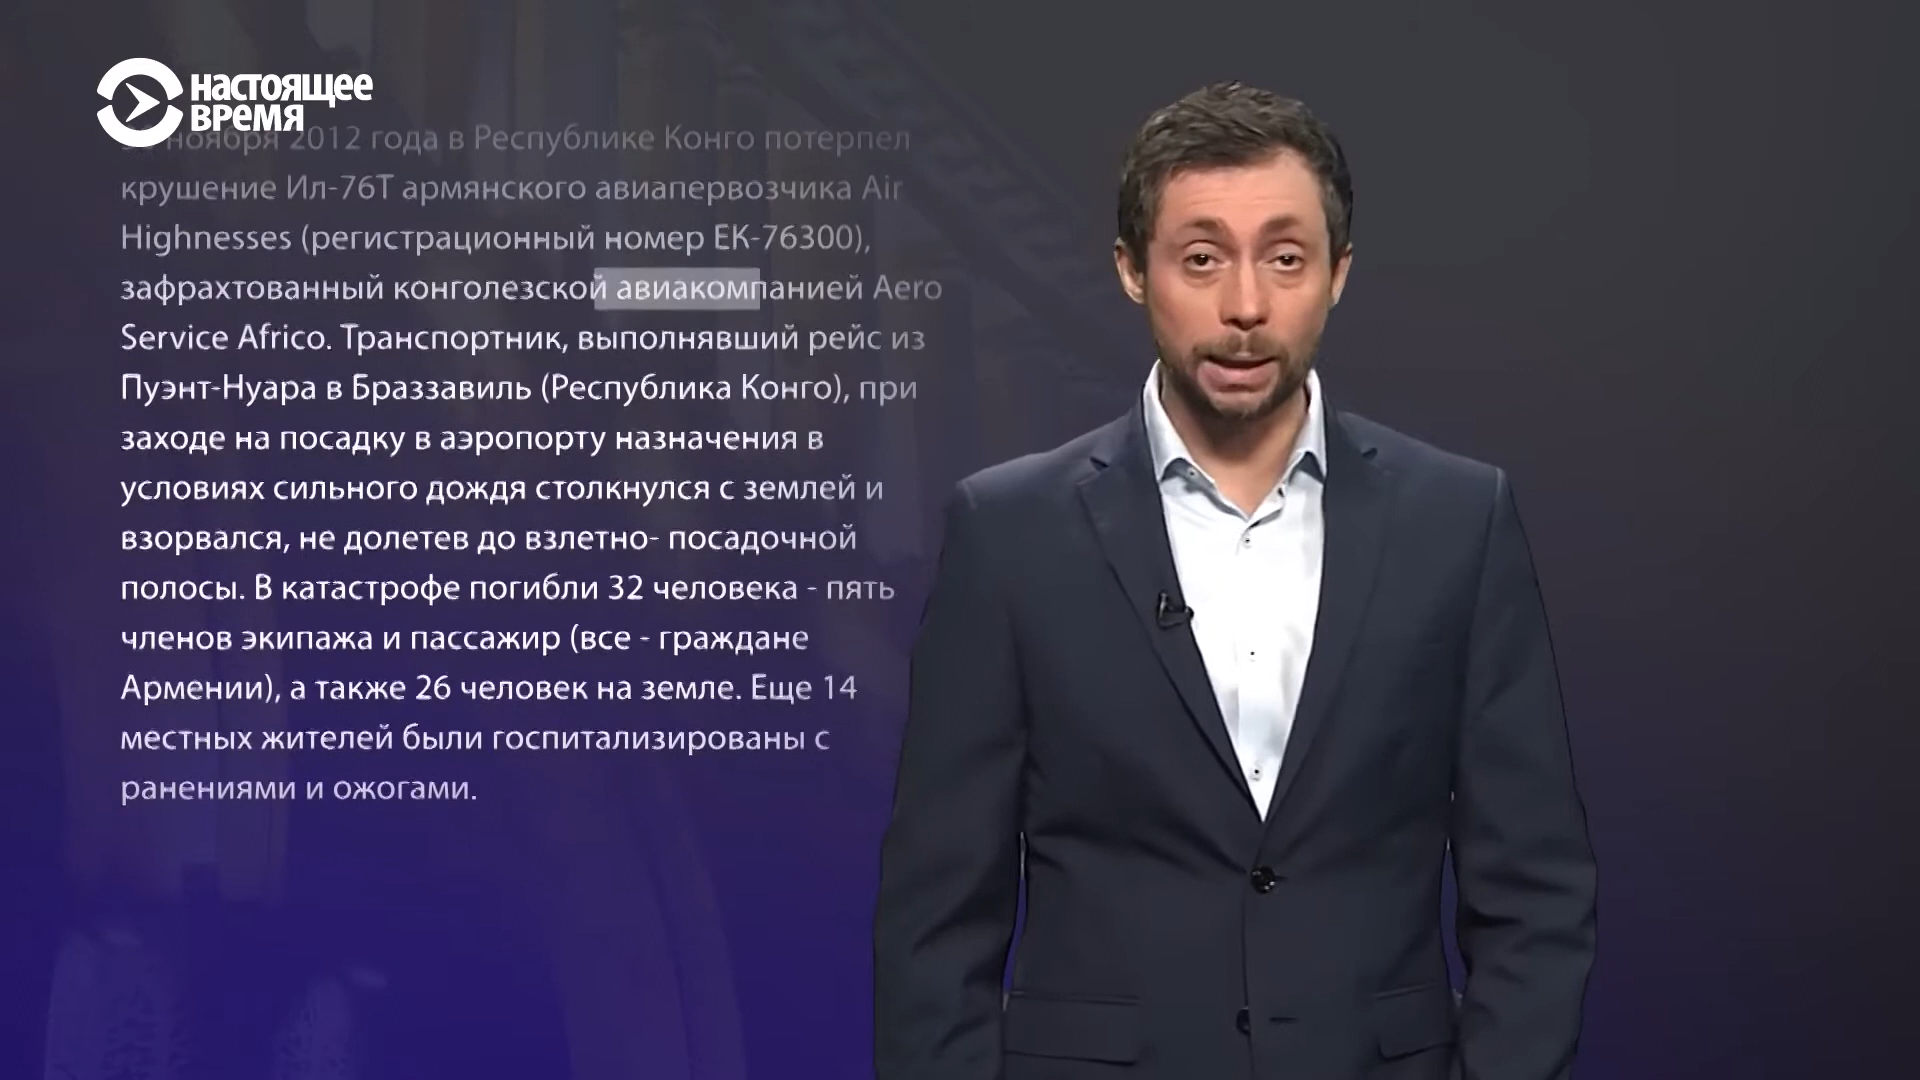 НАСТОЯЩЕЕ
ВРЕМЯ
30 ноября 2012 года в Республике Конго потерпел
крушение Ил-76Т армянского авиапервозчика Air
Highnesses (регистрационный номер EK-76300),
зафрахтованный конголезской авиакомпанией Aero
Service Africo. Транспортник, выполнявший рейс из
Пуэнт-Нуара в Браззавиль (Республика Конго), при
заходе на посадку в аэропорту назначения в
условиях сильного дождя столкнулся с землей и
взорвался, не долетев до взлетно- посадочной
полосы. В катастрофе погибли 32 человека - пять
членов экипажа и пассажир (все - граждане
Армении), а также 26 человек на земле. Еще 14
местных жителей были госпитализированы с
ранениями и ожогами.